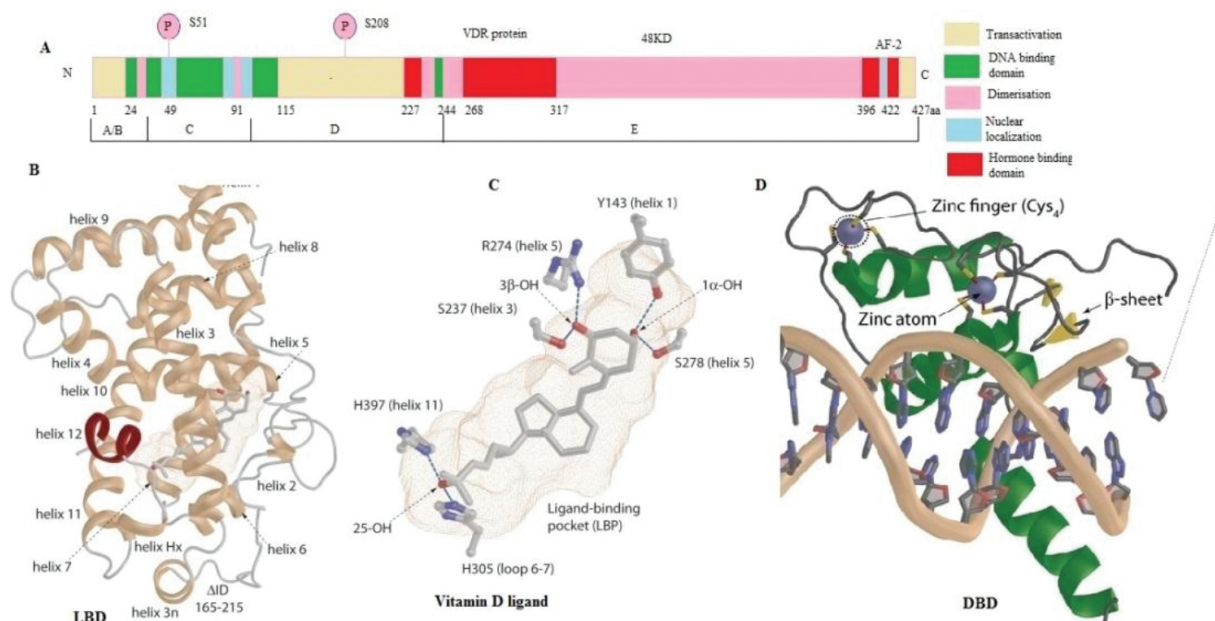 P S51
P S208
VDR protein
48KD
AF-2
A
N
C
1 24 49 91 115 227 244 268 317 396 422 427aa
A/B C D E
Transactivation
DNA binding
domain
Dimerisation
Nuclear
localization
Hormone binding
domain
B
helix 9
helix 8
helix 3
helix 4
helix 5
helix 10
helix 12
helix 2
helix 11
helix Hx
helix 6
helix 7
helix 3n
ΔID
165-215
LBD
C
Y143 (helix 1)
R274 (helix 5)
3β-OH
1α-OH
S237 (helix 3)
S278 (helix 5)
H397 (helix 11)
25-OH
Ligand-binding
pocket (LBP)
H305 (loop 6-7)
Vitamin D ligand
D
Zinc finger (Cys4)
β-sheet
Zinc atom
DBD